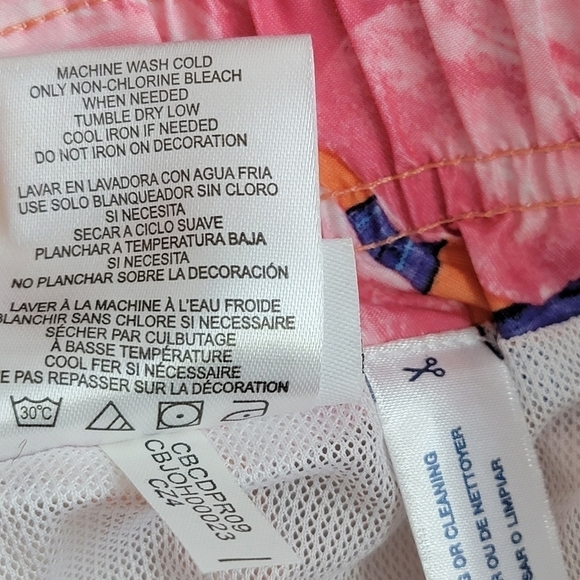 MACHINE WASH COLD
ONLY NON-CHLORINE BLEACH
WHEN NEEDED
TUMBLE DRY LOW
COOL IRON IF NEEDED
DO NOT IRON ON DECORATION
LAVAR EN LAVADORA CON AGUA FRIA
USE SOLO BLANQUEADOR SIN CLORO
SI NECESITA
SECAR A CICLO SUAVE
PLANCHAR A TEMPERATURA BAJA
SI NECESITA
NO PLANCHAR SOBRE LA DECORACIÓN
LAVER À LA MACHINE À L'EAU FROIDE
BLANCHIR SANS CHLORE SI NECESSAIRE
SÉCHER PAR CULBUTAGE
À BASSE TEMPÉRATURE
COOL FER SI NÉCESSAIRE
E PAS REPASSER SUR LA DÉCORATION
30°C
CBCDPR09
CBJOH00023
CZ4
G OR CLEANING
OU DE NETTOYER
AR O LIMPIAR